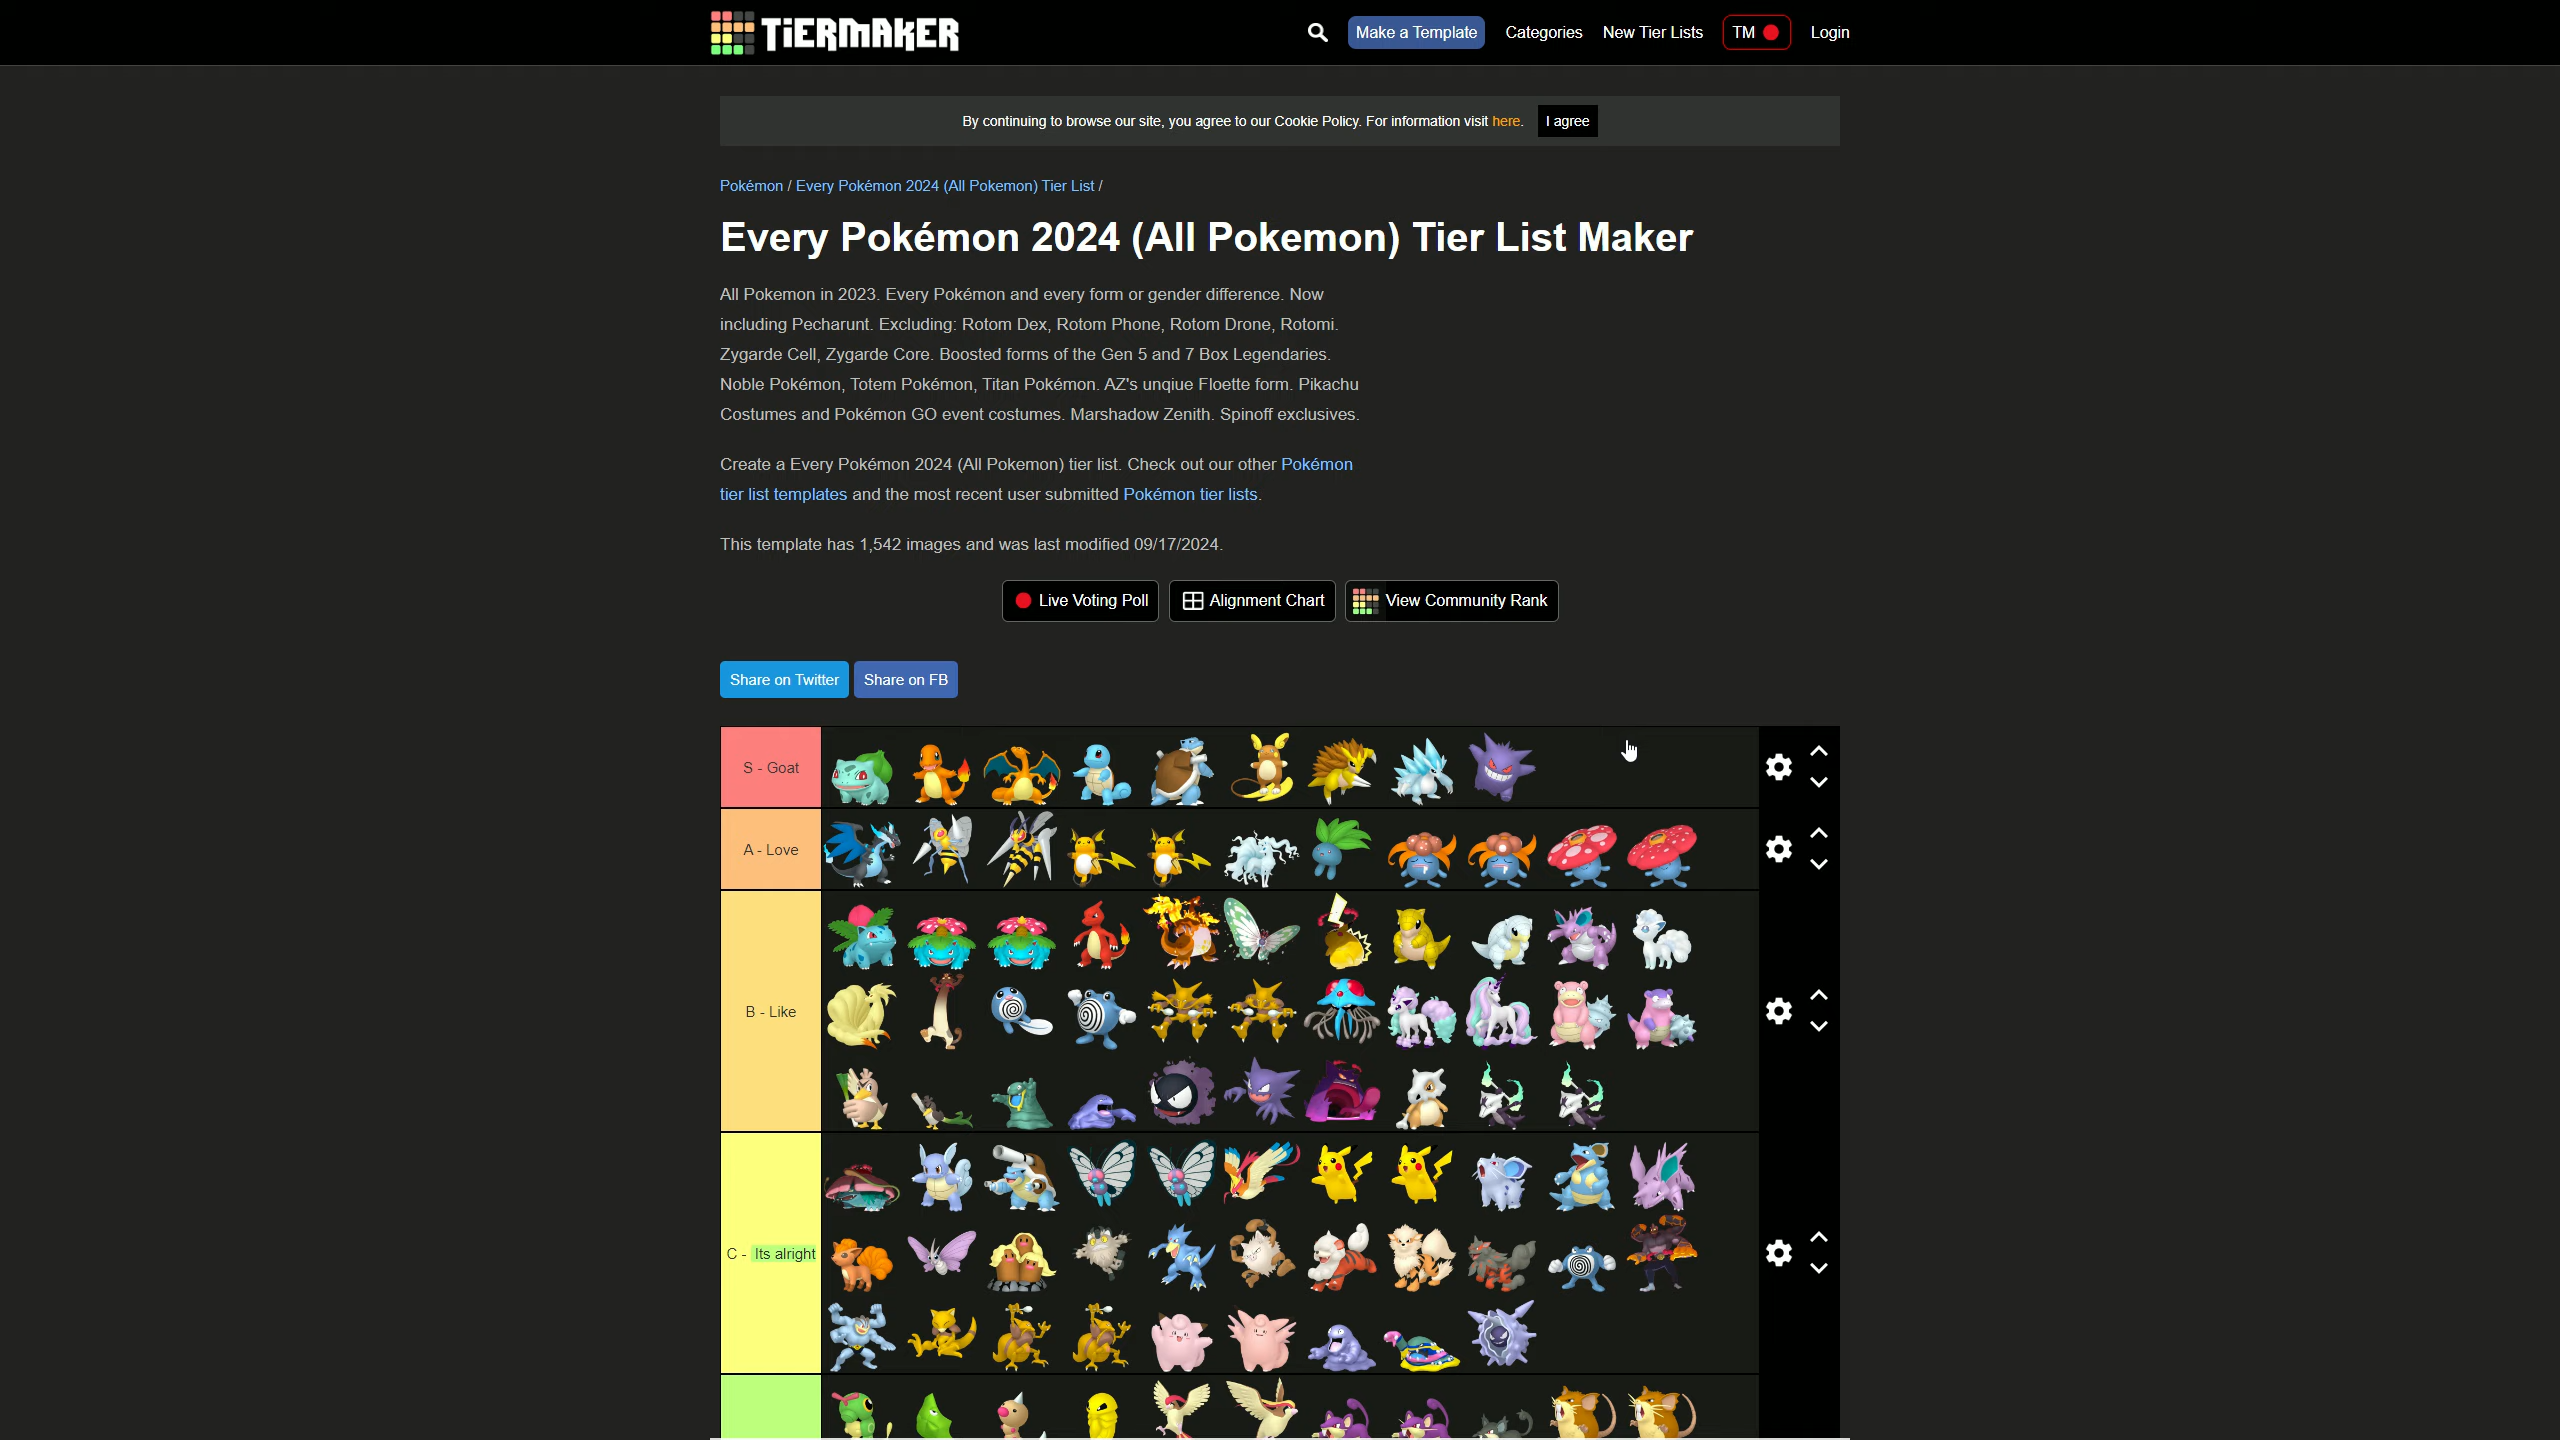 TiERMAKER
Make a Template
Categories
New Tier Lists
TM
Login
By continuing to browse our site, you agree to our Cookie Policy. For information visit here.
I agree
Pokémon / Every Pokémon 2024 (All Pokemon) Tier List /
Every Pokémon 2024 (All Pokemon) Tier List Maker
All Pokemon in 2023. Every Pokémon and every form or gender difference. Now
including Pecharunt. Excluding: Rotom Dex, Rotom Phone, Rotom Drone, Rotomi.
Zygarde Cell, Zygarde Core. Boosted forms of the Gen 5 and 7 Box Legendaries.
Noble Pokémon, Totem Pokémon, Titan Pokémon. AZ's unqiue Floette form. Pikachu
Costumes and Pokémon GO event costumes. Marshadow Zenith. Spinoff exclusives.
Create a Every Pokémon 2024 (All Pokemon) tier list. Check out our other Pokémon
tier list templates and the most recent user submitted Pokémon tier lists.
This template has 1,542 images and was last modified 09/17/2024.
Live Voting Poll
Alignment Chart
View Community Rank
Share on Twitter
Share on FB
S - Goat
A - Love
B - Like
C - Its alright